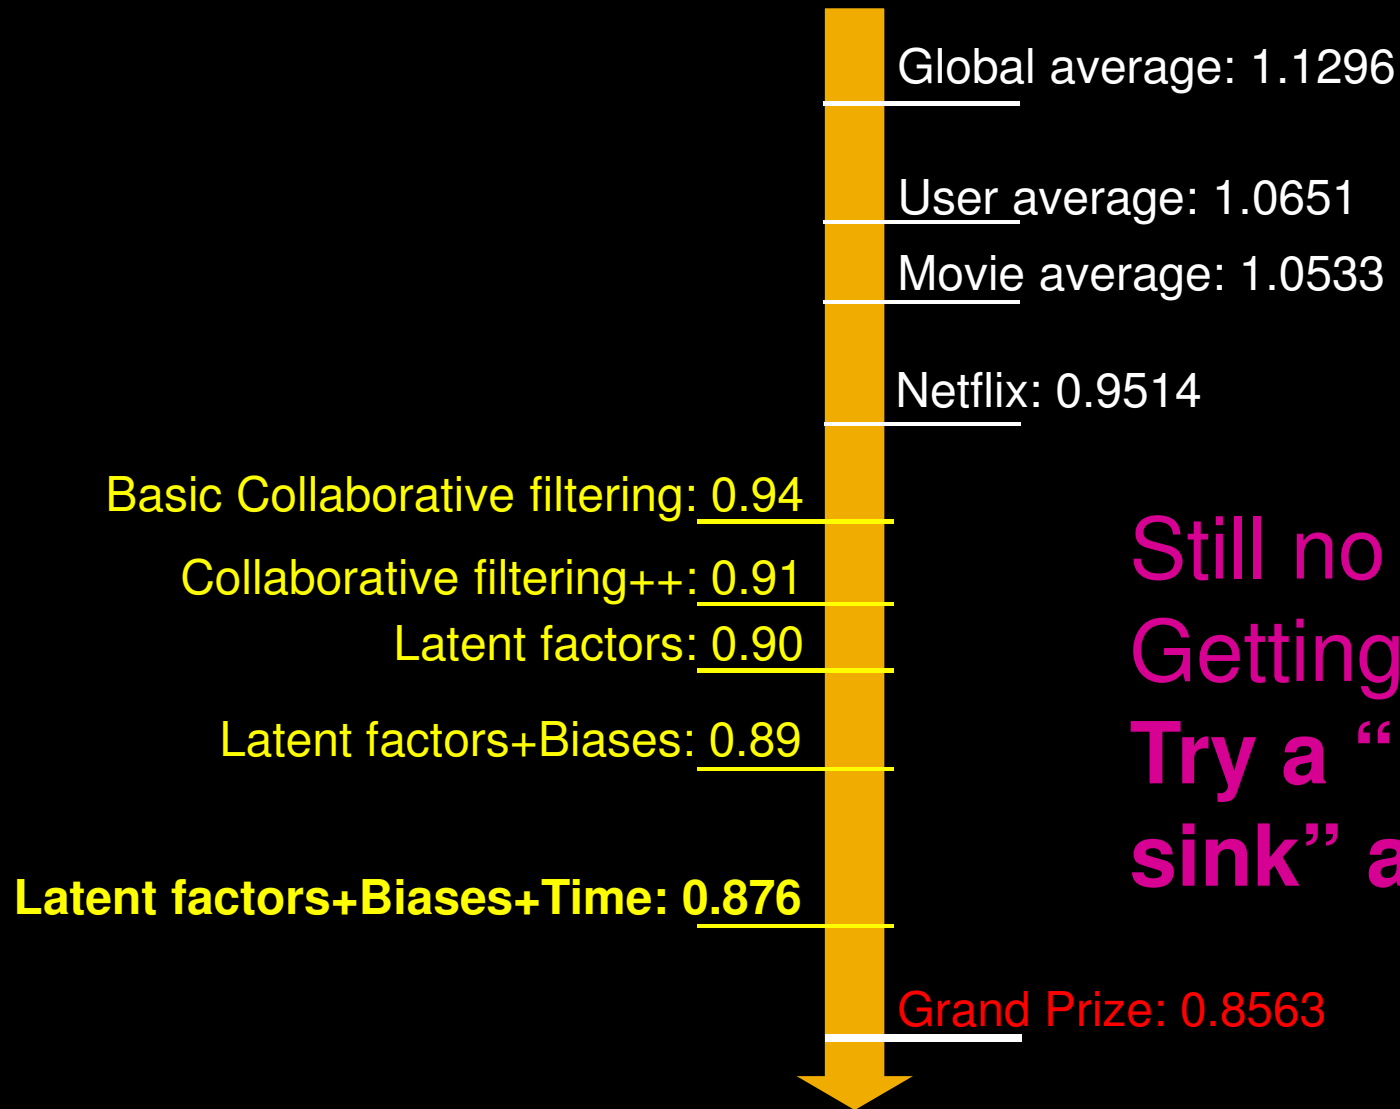 Global average: 1.1296
User average: 1.0651
Movie average: 1.0533
Netflix: 0.9514
Basic Collaborative filtering: 0.94
Collaborative filtering++: 0.91
Latent factors: 0.90
Latent factors+Biases: 0.89
Latent factors+Biases+Time: 0.876
Grand Prize: 0.8563
Still no
Getting
Try a “
sink”